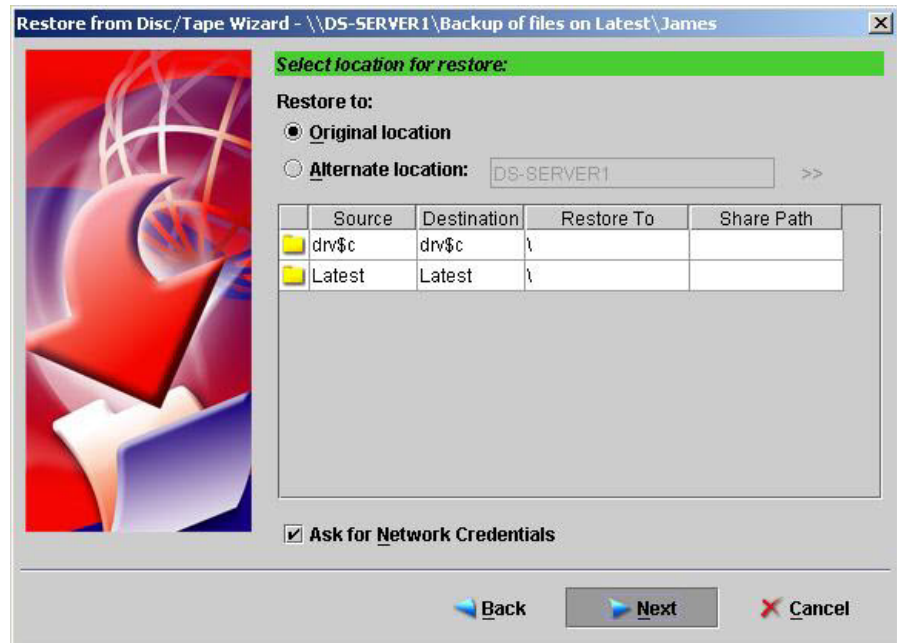 Restore from Disc/Tape Wizard - \\DS-SERVER1\Backup of files on Latest\James
Select location for restore:
Restore to:
Original location
Alternate location: DS-SERVER1 >>
Source Destination Restore To Share Path
drv$c drv$c \
Latest Latest \
Ask for Network Credentials
Back Next Cancel